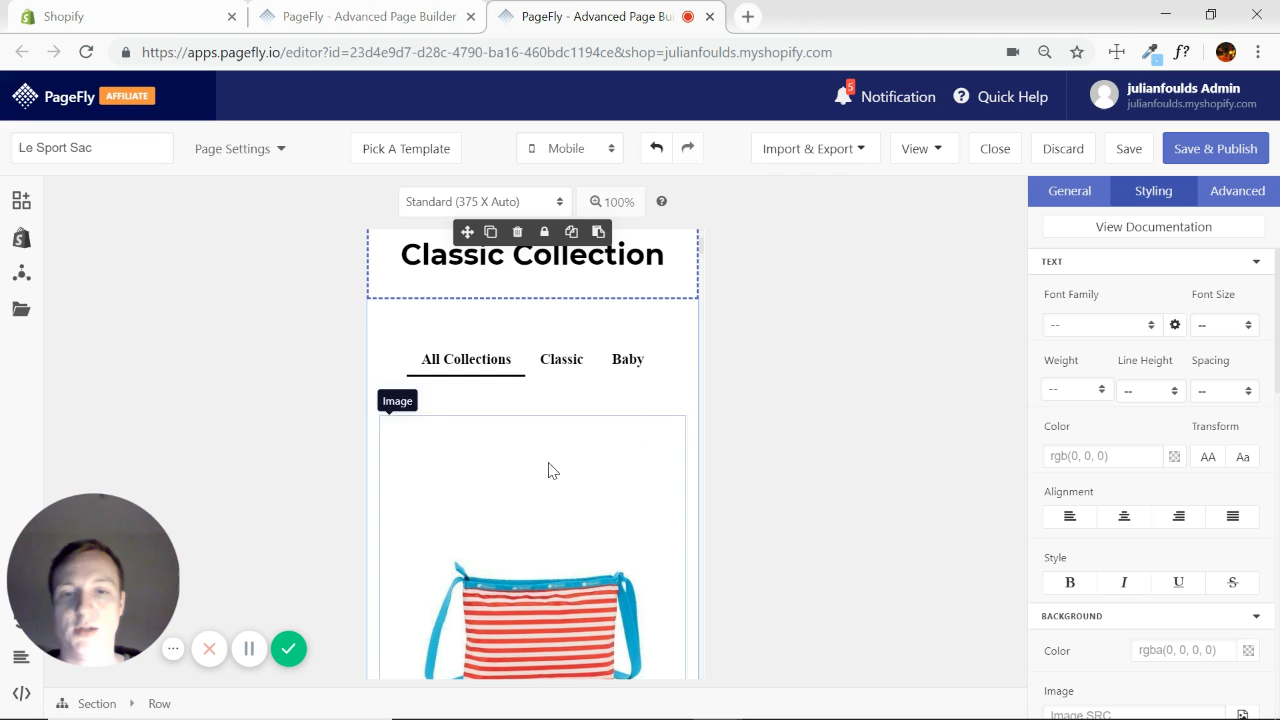 Shopify
PageFly - Advanced Page Builder
PageFly - Advanced Page Bui
https://apps.pagefly.io/editor?id=23d4e9d7-d28c-4790-ba16-460bdc1194ce&shop=julianfoulds.myshopify.com
f?
PageFly AFFILIATE
5
Notification
Quick Help
julianfoulds Admin
julianfoulds.myshopify.com
Le Sport Sac
Page Settings
Pick A Template
Mobile
Import & Export
View
Close
Discard
Save
Save & Publish
Standard (375 X Auto)
100%
General
Styling
Advanced
View Documentation
Classic Collection
All Collections
Classic
Baby
Image
TEXT
Font Family
Font Size
--
--
Weight
Line Height
Spacing
--
--
--
Color
Transform
rgb(0, 0, 0)
AA
Aa
Alignment
Style
B
I
U
S
BACKGROUND
Color
rgba(0, 0, 0, 0)
Image
Image SRC
Section
Row